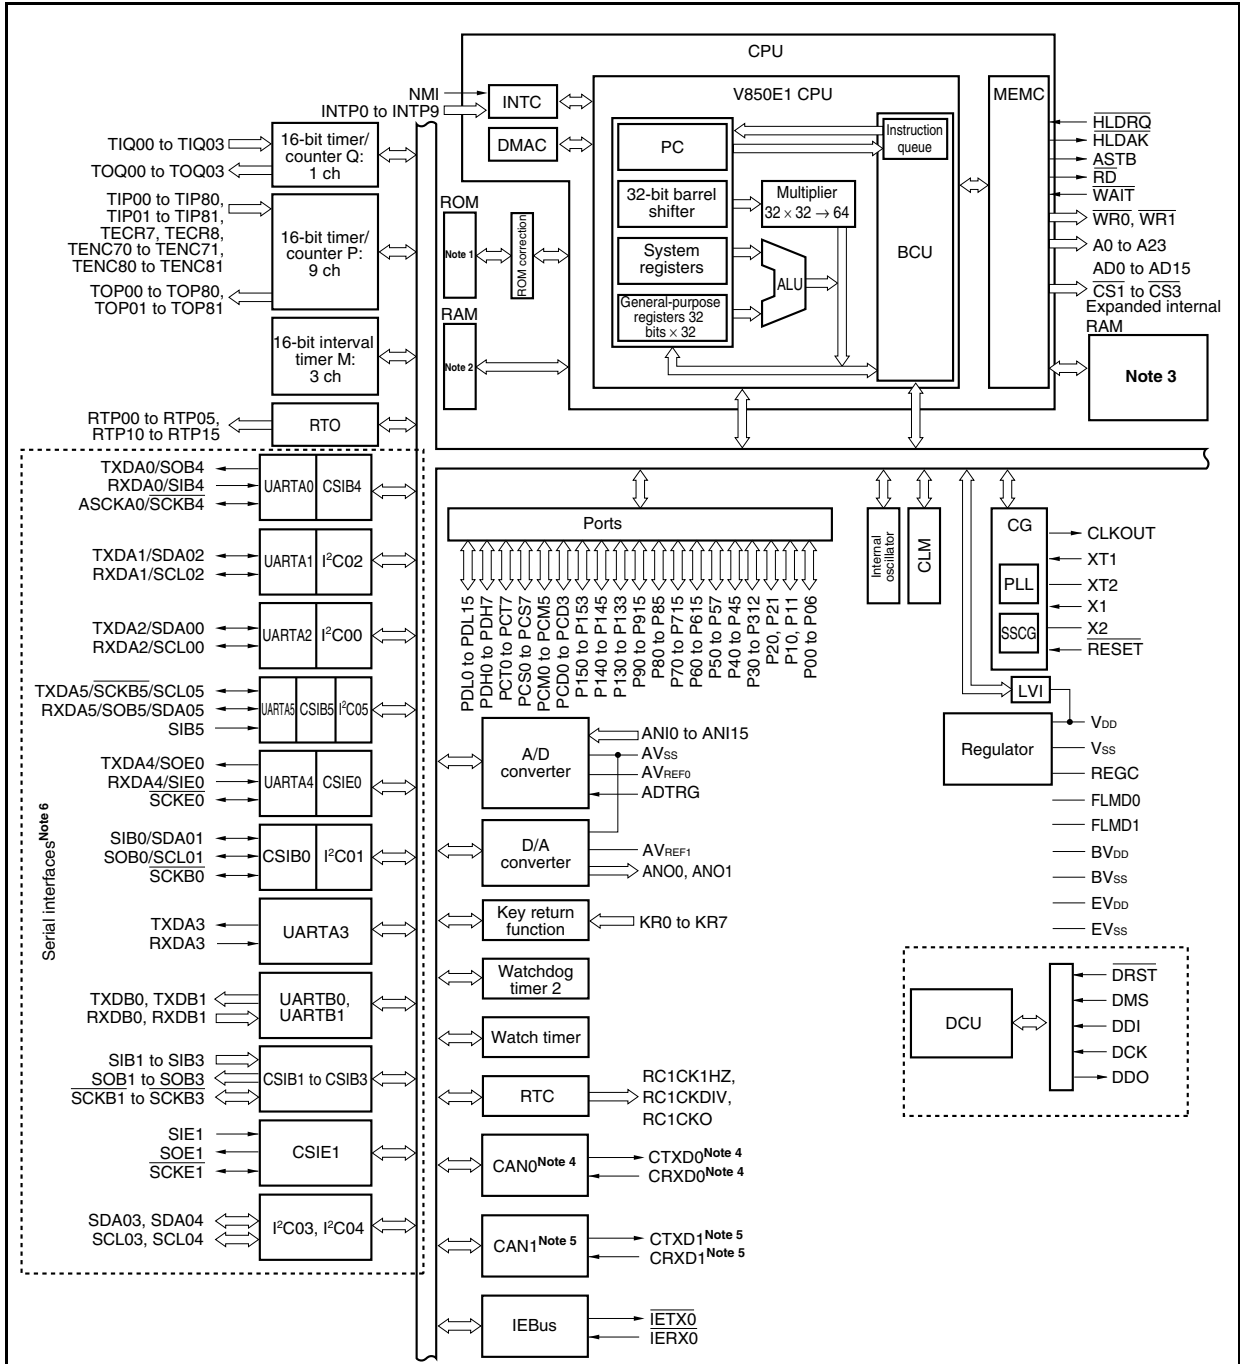 CPU
NMI
INTP0 to INTP9
INTC
DMAC
V850E1 CPU
PC
32-bit barrel
shifter
System
registers
General-purpose
registers 32
bits × 32
Multiplier
32 × 32 → 64
ALU
Instruction
queue
BCU
MEMC
HLDRQ
HLDAK
ASTB
RD
WAIT
WR0, WR1
A0 to A23
AD0 to AD15
CS1 to CS3
Expanded internal
RAM
Note 3
ROM
Note 1
ROM correction
RAM
Note 2
TIQ00 to TIQ03
TOQ00 to TOQ03
16-bit timer/
counter Q:
1 ch
TIP00 to TIP80,
TIP01 to TIP81,
TECR7, TECR8,
TENC70 to TENC71,
TENC80 to TENC81
TOP00 to TOP80,
TOP01 to TOP81
16-bit timer/
counter P:
9 ch
16-bit interval
timer M:
3 ch
RTP00 to RTP05,
RTP10 to RTP15
RTO
Serial interfaces Note 6
TXDA0/SOB4
RXDA0/SIB4
ASCKA0/SCKB4
UARTA0
CSIB4
TXDA1/SDA02
RXDA1/SCL02
UARTA1
I²C02
TXDA2/SDA00
RXDA2/SCL00
UARTA2
I²C00
TXDA5/SCKB5/SCL05
RXDA5/SOB5/SDA05
SIB5
UARTA5
CSIB5
I²C05
TXDA4/SOE0
RXDA4/SIE0
SCKE0
UARTA4
CSIE0
SIB0/SDA01
SOB0/SCL01
SCKB0
CSIB0
I²C01
TXDA3
RXDA3
UARTA3
TXDB0, TXDB1
RXDB0, RXDB1
UARTB0,
UARTB1
SIB1 to SIB3
SOB1 to SOB3
SCKB1 to SCKB3
CSIB1 to CSIB3
SIE1
SOE1
SCKE1
CSIE1
SDA03, SDA04
SCL03, SCL04
I²C03, I²C04
Ports
PDL0 to PDL15
PDH0 to PDH7
PCT0 to PCT7
PCS0 to PCS7
PCM0 to PCM5
PCD0 to PCD3
P150 to P153
P140 to P145
P130 to P133
P90 to P915
P80 to P85
P70 to P715
P60 to P615
P50 to P57
P40 to P45
P30 to P312
P20, P21
P10, P11
P00 to P06
Internal
oscillator
CLM
CG
PLL
SSCG
CLKOUT
XT1
XT2
X1
X2
RESET
LVI
Regulator
VDD
VSS
REGC
FLMD0
FLMD1
BVDD
BVSS
EVDD
EVSS
A/D
converter
ANI0 to ANI15
AVSS
AVREF0
ADTRG
D/A
converter
AVREF1
ANO0, ANO1
Key return
function
KR0 to KR7
Watchdog
timer 2
Watch timer
RTC
RC1CK1HZ,
RC1CKDIV,
RC1CKO
CAN0 Note 4
CTXD0 Note 4
CRXD0 Note 4
CAN1 Note 5
CTXD1 Note 5
CRXD1 Note 5
IEBus
IETX0
IERX0
DCU
DRST
DMS
DDI
DCK
DDO